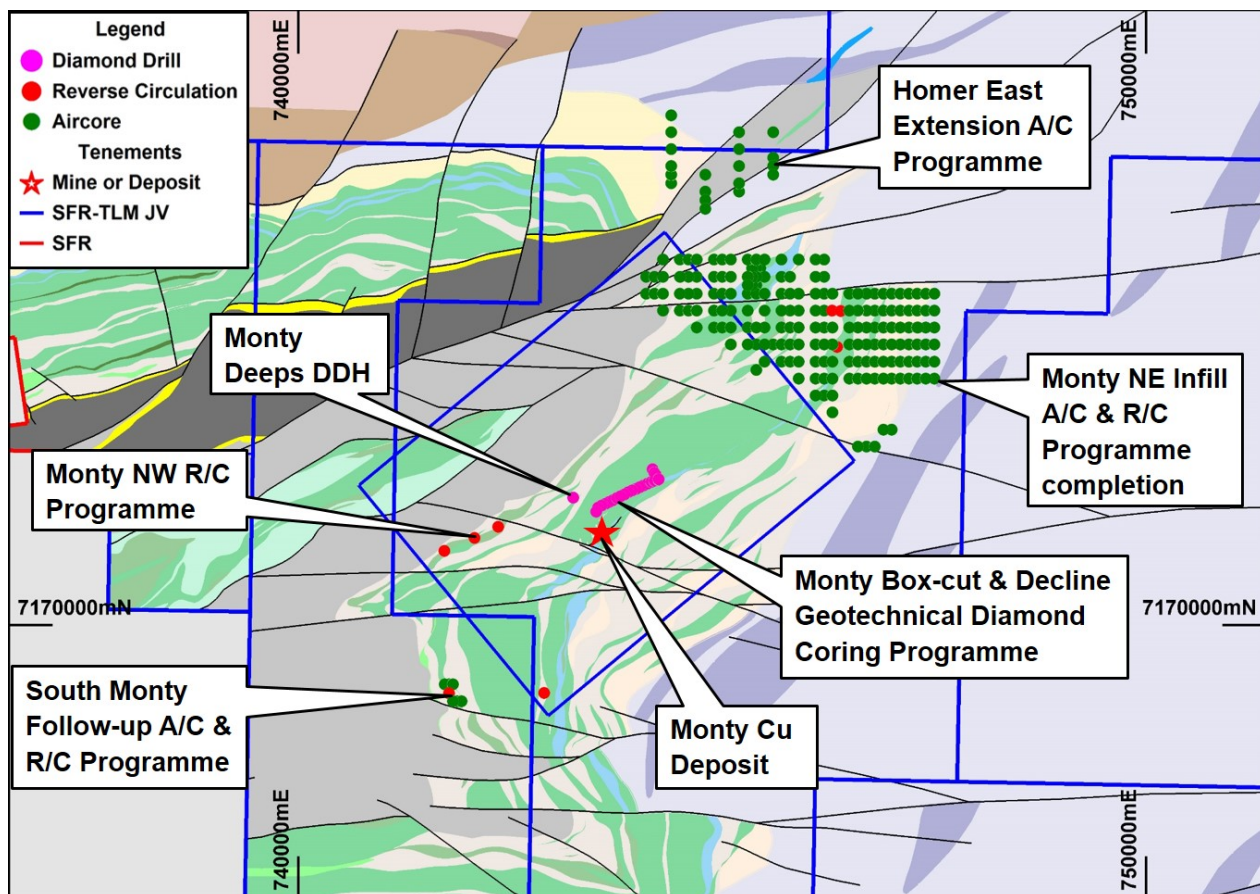 Legend
Diamond Drill
Reverse Circulation
Aircore
Tenements
Mine or Deposit
SFR-TLM JV
SFR
740000mE
750000mE
Homer East
Extension A/C
Programme
Monty
Deeps DDH
Monty NE Infill
A/C & R/C
Programme
completion
Monty NW R/C
Programme
Monty Box-cut & Decline
Geotechnical Diamond
Coring Programme
7170000mN
7170000mN
South Monty
Follow-up A/C &
R/C Programme
Monty Cu
Deposit
740000mE
750000mE